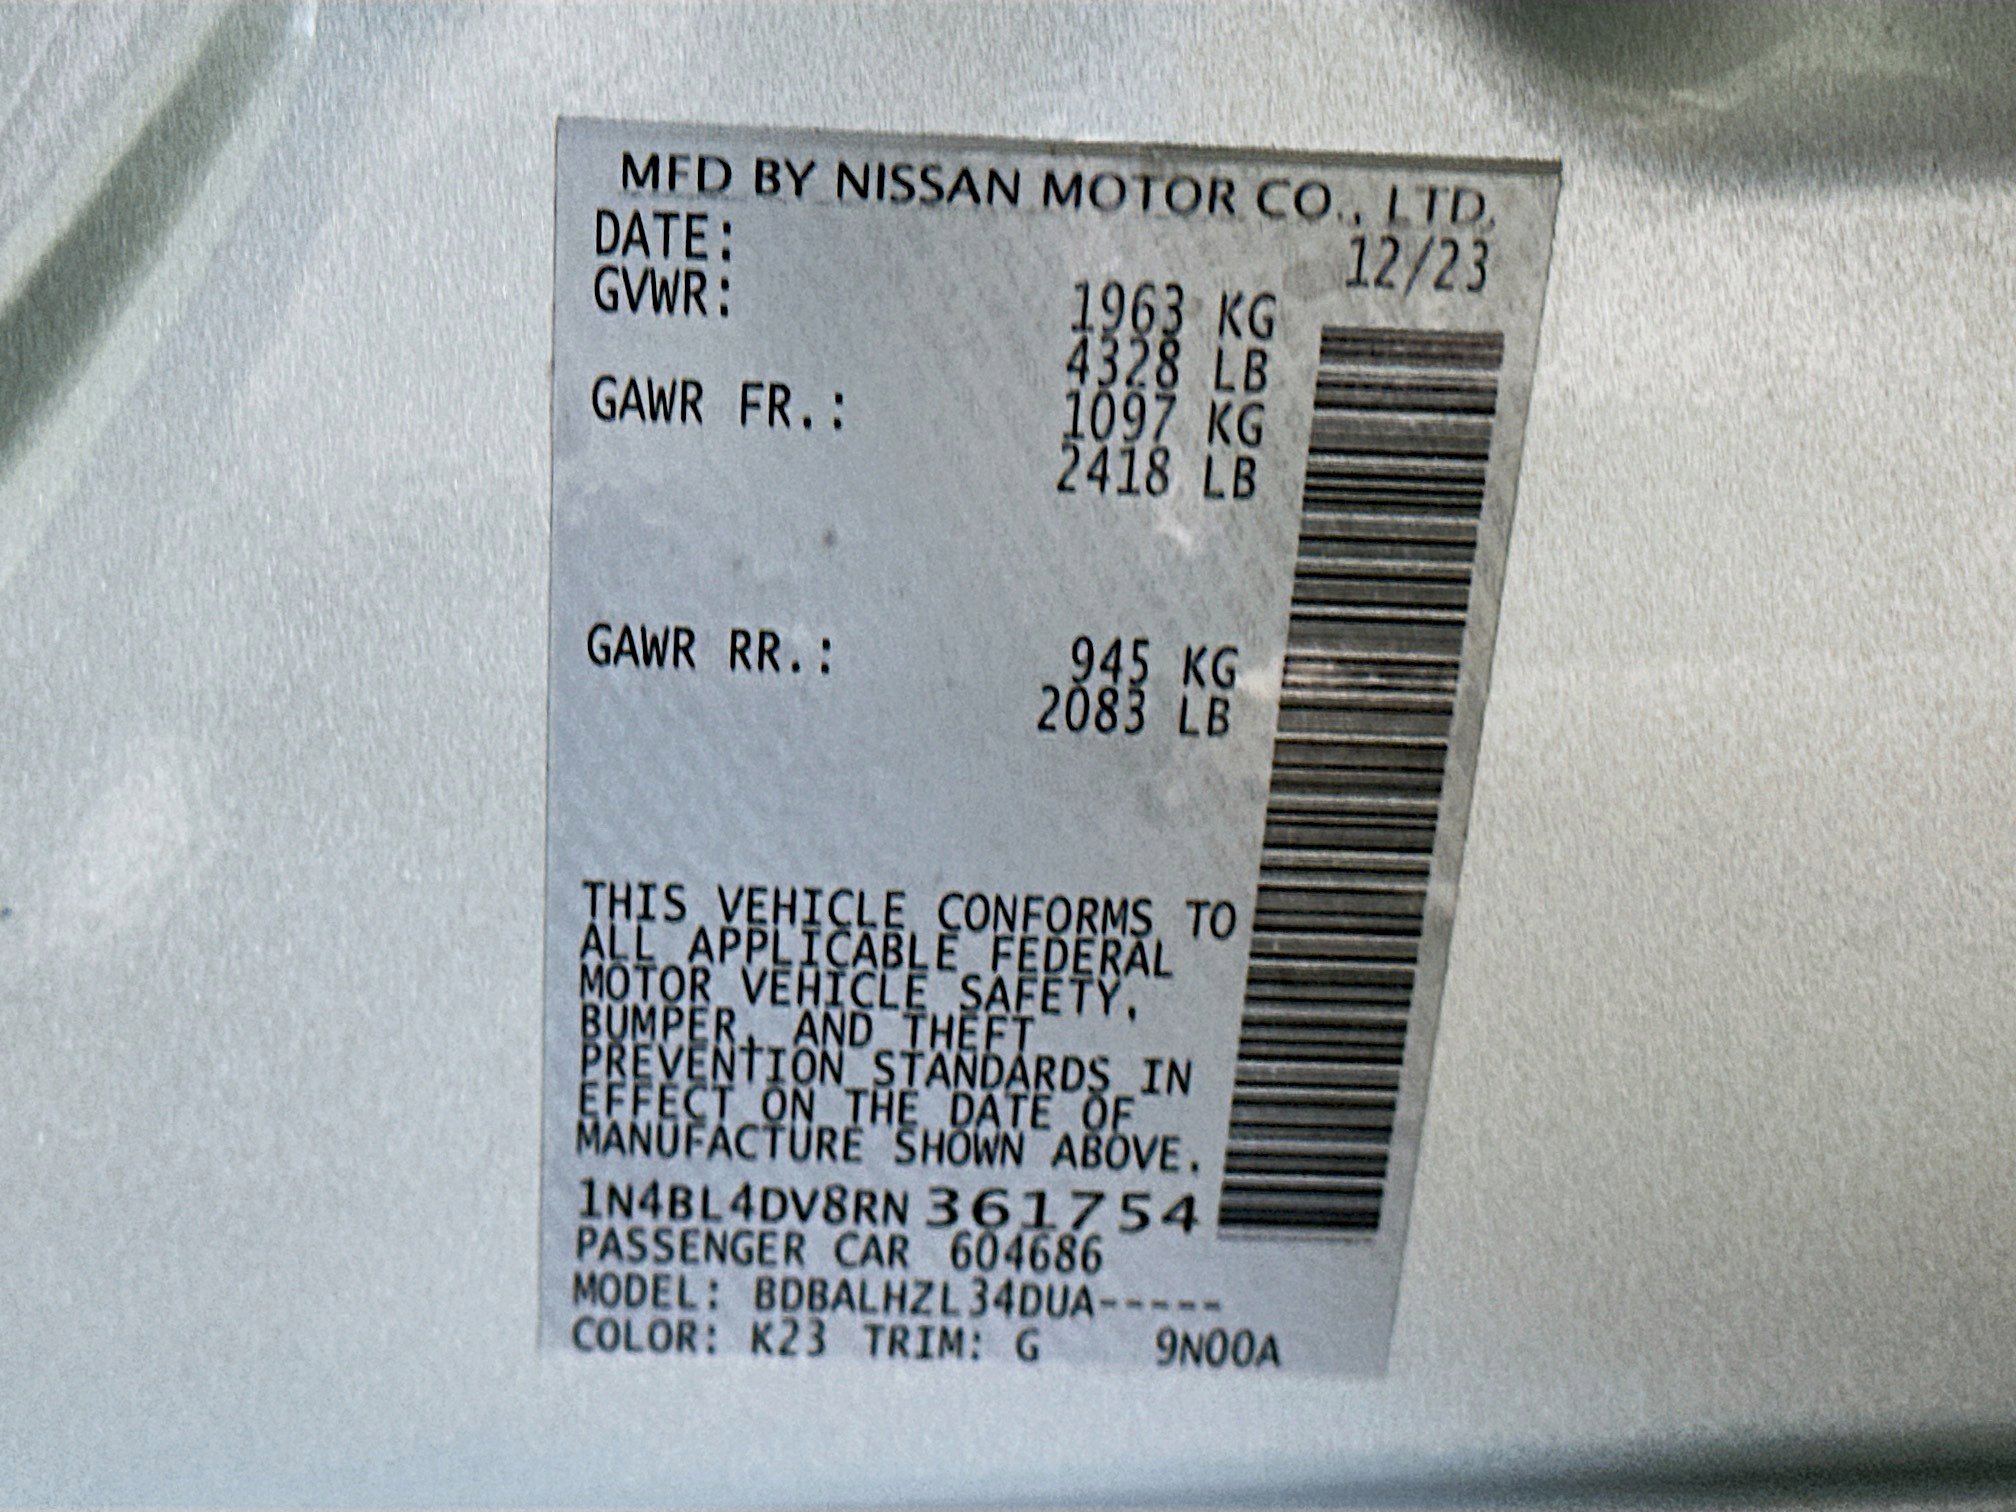 MFD BY NISSAN MOTOR CO., LTD.
DATE: 12/23
GVWR: 1963 KG
4328 LB
GAWR FR.: 1097 KG
2418 LB
GAWR RR.: 945 KG
2083 LB
THIS VEHICLE CONFORMS TO
ALL APPLICABLE FEDERAL
MOTOR VEHICLE SAFETY,
BUMPER, AND THEFT
PREVENTION STANDARDS IN
EFFECT ON THE DATE OF
MANUFACTURE SHOWN ABOVE.
1N4BL4DV8RN361754
PASSENGER CAR 604686
MODEL: BDBALHZL34DUA-----
COLOR: K23 TRIM: G 9N00A